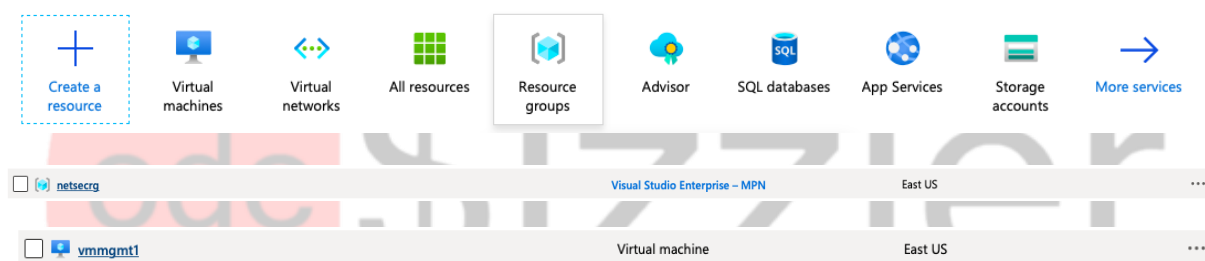 Create a resource
Virtual machines
Virtual networks
All resources
Resource groups
Advisor
SQL
SQL databases
App Services
Storage accounts
More services
netsecrg Visual Studio Enterprise – MPN East US
vmmgmt1 Virtual machine East US